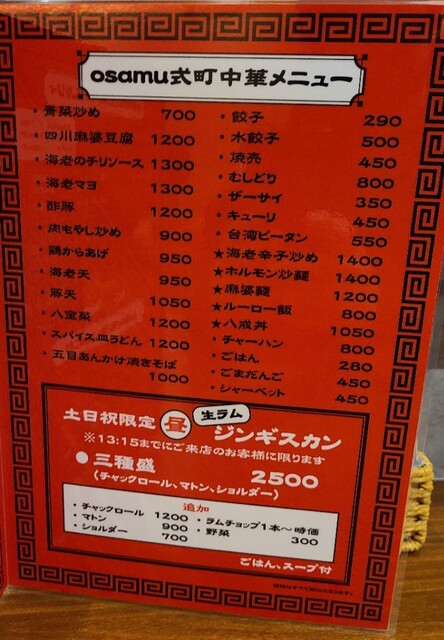 osamu式町中華メニュー
・青菜炒め 700
・四川麻婆豆腐 1200
・海老のチリソース 1300
・海老マヨ 1300
・酢豚 1200
・肉もやし炒め 900
・鶏からあげ 950
・海老天 950
・豚天 1050
・八宝菜 1200
・スパイス皿うどん 1200
・五目あんかけ焼きそば
1000
・餃子 290
・水餃子 500
・焼売 450
・むしどり 800
・ザーサイ 350
・キューリ 450
・台湾ピータン 550
★海老辛子炒め 1400
★ホルモン炒麺 1400
★麻婆麺 1200
★ルーロー飯 800
★八戒丼 1050
・チャーハン 800
・ごはん 280
・ごまだんご 450
・シャーベット 450
土日祝限定 昼 生ラム ジンギスカン
※13:15までにご来店のお客様に限ります
●三種盛 2500
(チャックロール、マトン、ショルダー)
追加
・チャックロール 1200
・マトン 900
・ショルダー 700
・ラムチョップ1本〜時価
・野菜 300
ごはん、スープ付